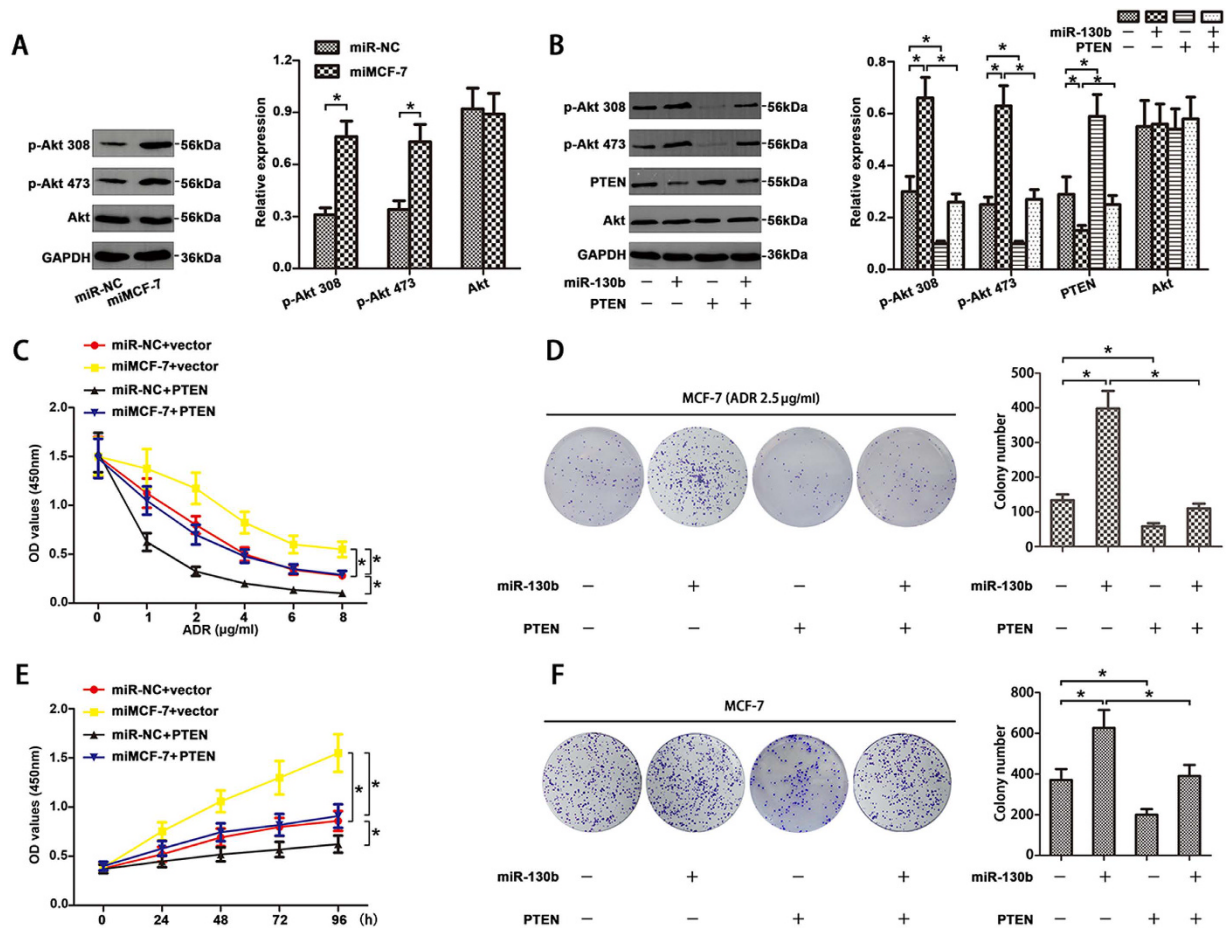 A
miR-NC
miMCF-7
p-Akt 308
56kDa
p-Akt 473
56kDa
Akt
56kDa
GAPDH
36kDa
miR-NC
miMCF-7
Relative expression
1.2
0.9
0.6
0.3
0.0
*
*
p-Akt 308
p-Akt 473
Akt
B
miR-130b − + − +
PTEN − − + +
p-Akt 308
56kDa
p-Akt 473
56kDa
PTEN
55kDa
Akt
56kDa
GAPDH
36kDa
miR-130b − + − +
PTEN − − + +
Relative expression
0.8
0.6
0.4
0.2
0.0
*
* *
*
* *
*
* *
p-Akt 308
p-Akt 473
PTEN
Akt
C
miR-NC+vector
miMCF-7+vector
miR-NC+PTEN
miMCF-7+PTEN
OD values (450nm)
2.0
1.5
1.0
0.5
0.0
* *
*
0 1 2 4 6 8
ADR (μg/ml)
D
MCF-7 (ADR 2.5μg/ml)
miR-130b − + − +
PTEN − − + +
Colony number
500
400
300
200
100
0
*
* *
− + − +
− − + +
E
miR-NC+vector
miMCF-7+vector
miR-NC+PTEN
miMCF-7+PTEN
OD values (450nm)
2.0
1.5
1.0
0.5
0.0
* *
*
0 24 48 72 96 (h)
F
MCF-7
miR-130b − + − +
PTEN − − + +
Colony number
800
600
400
200
0
*
* *
− + − +
− − + +